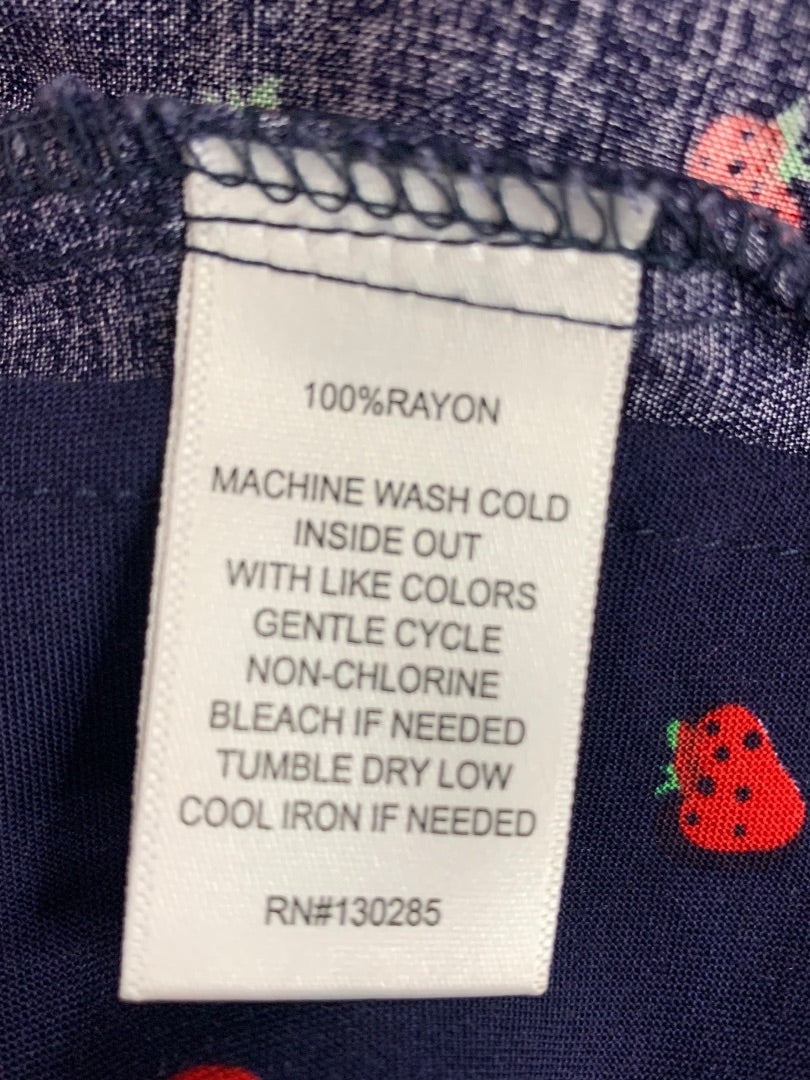 100%RAYON
MACHINE WASH COLD
INSIDE OUT
WITH LIKE COLORS
GENTLE CYCLE
NON-CHLORINE
BLEACH IF NEEDED
TUMBLE DRY LOW
COOL IRON IF NEEDED
RN#130285